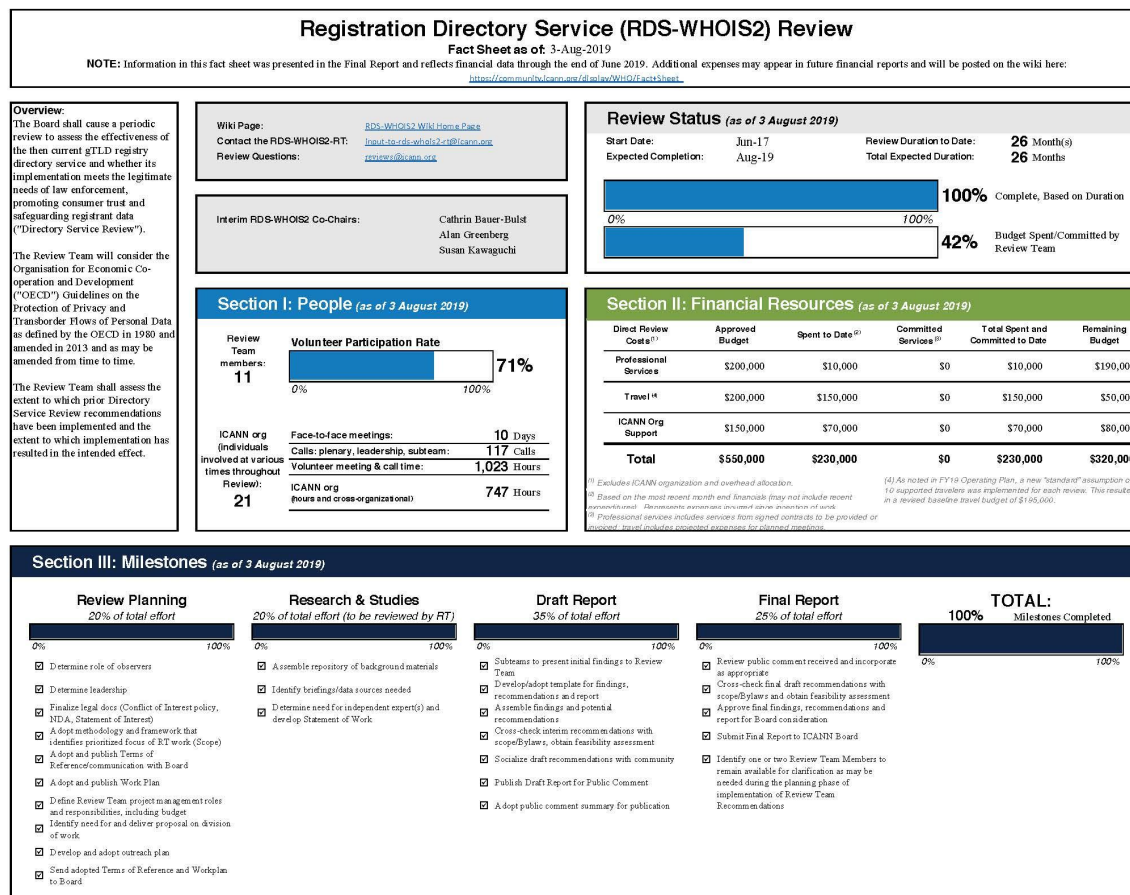 Registration Directory Service (RDS-WHOIS2) Review
Fact Sheet as of: 3-Aug-2019
NOTE: Information in this fact sheet was presented in the Final Report and reflects financial data through the end of June 2019. Additional expenses may appear in future financial reports and will be posted on the wiki here:
https://community.icann.org/display/WHO/Fact+Sheet
Overview:
The Board shall cause a periodic
review to assess the effectiveness of
the then current gTLD registry
directory service and whether its
implementation meets the legitimate
needs of law enforcement,
promoting consumer trust and
safeguarding registrant data
("Directory Service Review").
The Review Team will consider the
Organisation for Economic Co-
operation and Development
("OECD") Guidelines on the
Protection of Privacy and
Transborder Flows of Personal Data
as defined by the OECD in 1980 and
amended in 2013 and as may be
amended from time to time.
The Review Team shall assess the
extent to which prior Directory
Service Review recommendations
have been implemented and the
extent to which implementation has
resulted in the intended effect.
Wiki Page: RDS-WHOIS2 Wiki Home Page
Contact the RDS-WHOIS2-RT: input-to-rds-whois2-rt@icann.org
Review Questions: reviews@icann.org
Interim RDS-WHOIS2 Co-Chairs: Cathrin Bauer-Bulst
Alan Greenberg
Susan Kawaguchi
Review Status (as of 3 August 2019)
Start Date: Jun-17 Review Duration to Date: 26 Month(s)
Expected Completion: Aug-19 Total Expected Duration: 26 Months
100% Complete, Based on Duration
0% 100%
42% Budget Spent/Committed by
Review Team
Section I: People (as of 3 August 2019)
Review
Team
members:
11
Volunteer Participation Rate
71%
0% 100%
ICANN org
(individuals
involved at various
times throughout
Review):
21
Face-to-face meetings: 10 Days
Calls: plenary, leadership, subteam: 117 Calls
Volunteer meeting & call time: 1,023 Hours
ICANN org
(hours and cross-organizational) 747 Hours
Section II: Financial Resources (as of 3 August 2019)
Direct Review
Costs (1) Approved
Budget Spent to Date (2) Committed
Services (3) Total Spent and
Committed to Date Remaining
Budget
Professional
Services $200,000 $10,000 $0 $10,000 $190,00
Travel (4) $200,000 $150,000 $0 $150,000 $50,00
ICANN Org
Support $150,000 $70,000 $0 $70,000 $80,00
Total $550,000 $230,000 $0 $230,000 $320,00
(1) Excludes ICANN organization and overhead allocation.
(2) Based on the most recent month end financials (may not include recent
expenditures). Represents expenses incurred since inception of work.
(3) Professional services includes services from signed contracts to be provided or
invoiced, travel includes projected expenses for planned meetings.
(4) As noted in FY19 Operating Plan, a new "standard" assumption o
10 supported travelers was implemented for each review. This resulte
in a revised baseline travel budget of $195,000.
Section III: Milestones (as of 3 August 2019)
Review Planning
20% of total effort
0% 100%
Determine role of observers
Determine leadership
Finalize legal docs (Conflict of Interest policy,
NDA, Statement of Interest)
Adopt methodology and framework that
identifies prioritized focus of RT work (Scope)
Adopt and publish Terms of
Reference/communication with Board
Adopt and publish Work Plan
Define Review Team project management roles
and responsibilities, including budget
Identify need for and deliver proposal on division
of work
Develop and adopt outreach plan
Send adopted Terms of Reference and Workplan
to Board
Research & Studies
20% of total effort (to be reviewed by RT)
0% 100%
Assemble repository of background materials
Identify briefings/data sources needed
Determine need for independent expert(s) and
develop Statement of Work
Draft Report
35% of total effort
0% 100%
Subteams to present initial findings to Review
Team
Develop/adopt template for findings,
recommendations and report
Assemble findings and potential
recommendations
Cross-check interim recommendations with
scope/Bylaws, obtain feasibility assessment
Socialize draft recommendations with community
Publish Draft Report for Public Comment
Adopt public comment summary for publication
Final Report
25% of total effort
0% 100%
Review public comment received and incorporate
as appropriate
Cross-check final draft recommendations with
scope/Bylaws and obtain feasibility assessment
Approve final findings, recommendations and
report for Board consideration
Submit Final Report to ICANN Board
Identify one or two Review Team Members to
remain available for clarification as may be
needed during the planning phase of
implementation of Review Team
Recommendations
TOTAL:
100% Milestones Completed
0% 100%